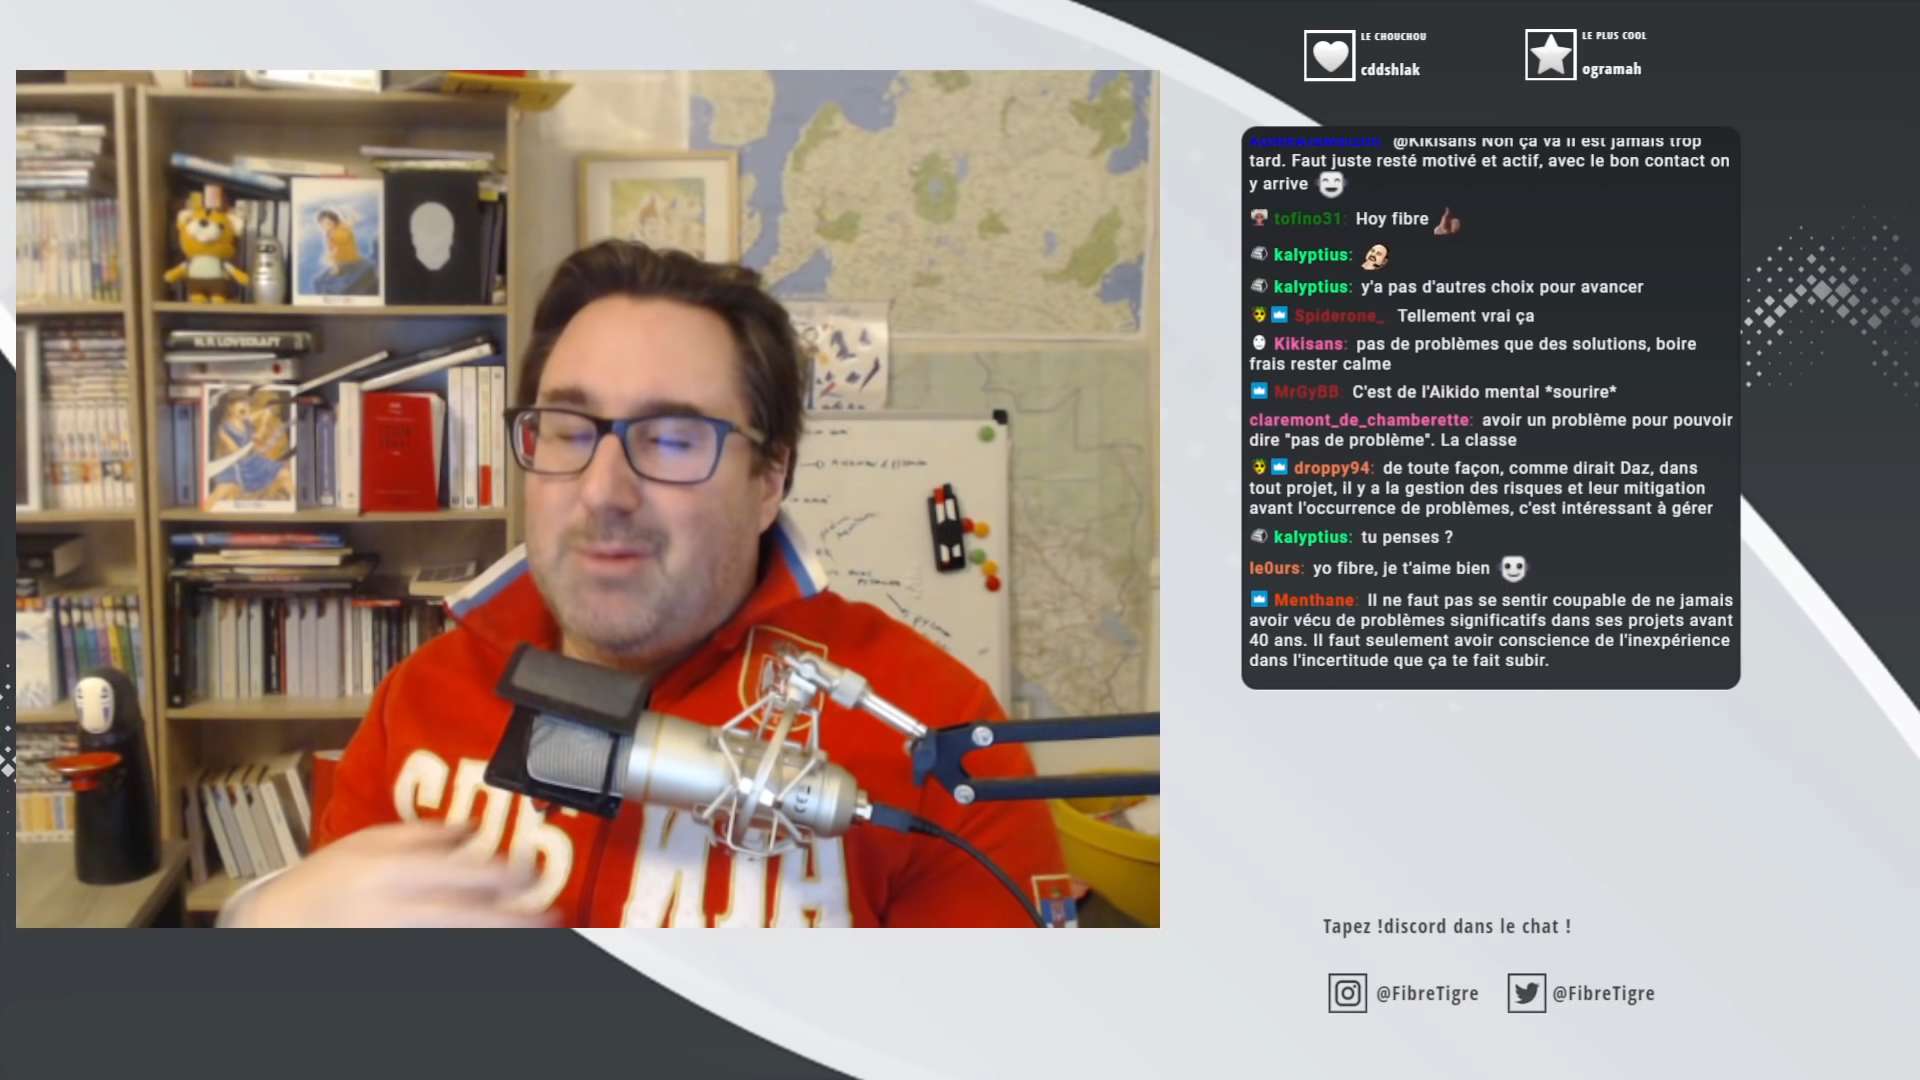 LE CHOUCHOU
cddshlak
LE PLUS COOL
ogramah
@Kikisans Non ça va il est jamais trop
tard. Faut juste resté motivé et actif, avec le bon contact on
y arrive
tofino31: Hoy fibre
kalyptius:
kalyptius: y'a pas d'autres choix pour avancer
Spiderone_: Tellement vrai ça
Kikisans: pas de problèmes que des solutions, boire
frais rester calme
MrGyBB: C'est de l'Aikido mental *sourire*
claremont_de_chamberette: avoir un problème pour pouvoir
dire "pas de problème". La classe
droppy94: de toute façon, comme dirait Daz, dans
tout projet, il y a la gestion des risques et leur mitigation
avant l'occurrence de problèmes, c'est intéressant à gérer
kalyptius: tu penses ?
le0urs: yo fibre, je t'aime bien
Menthane: Il ne faut pas se sentir coupable de ne jamais
avoir vécu de problèmes significatifs dans ses projets avant
40 ans. Il faut seulement avoir conscience de l'inexpérience
dans l'incertitude que ça te fait subir.
H.P. LOVECRAFT
CE
Tapez !discord dans le chat !
@FibreTigre
@FibreTigre